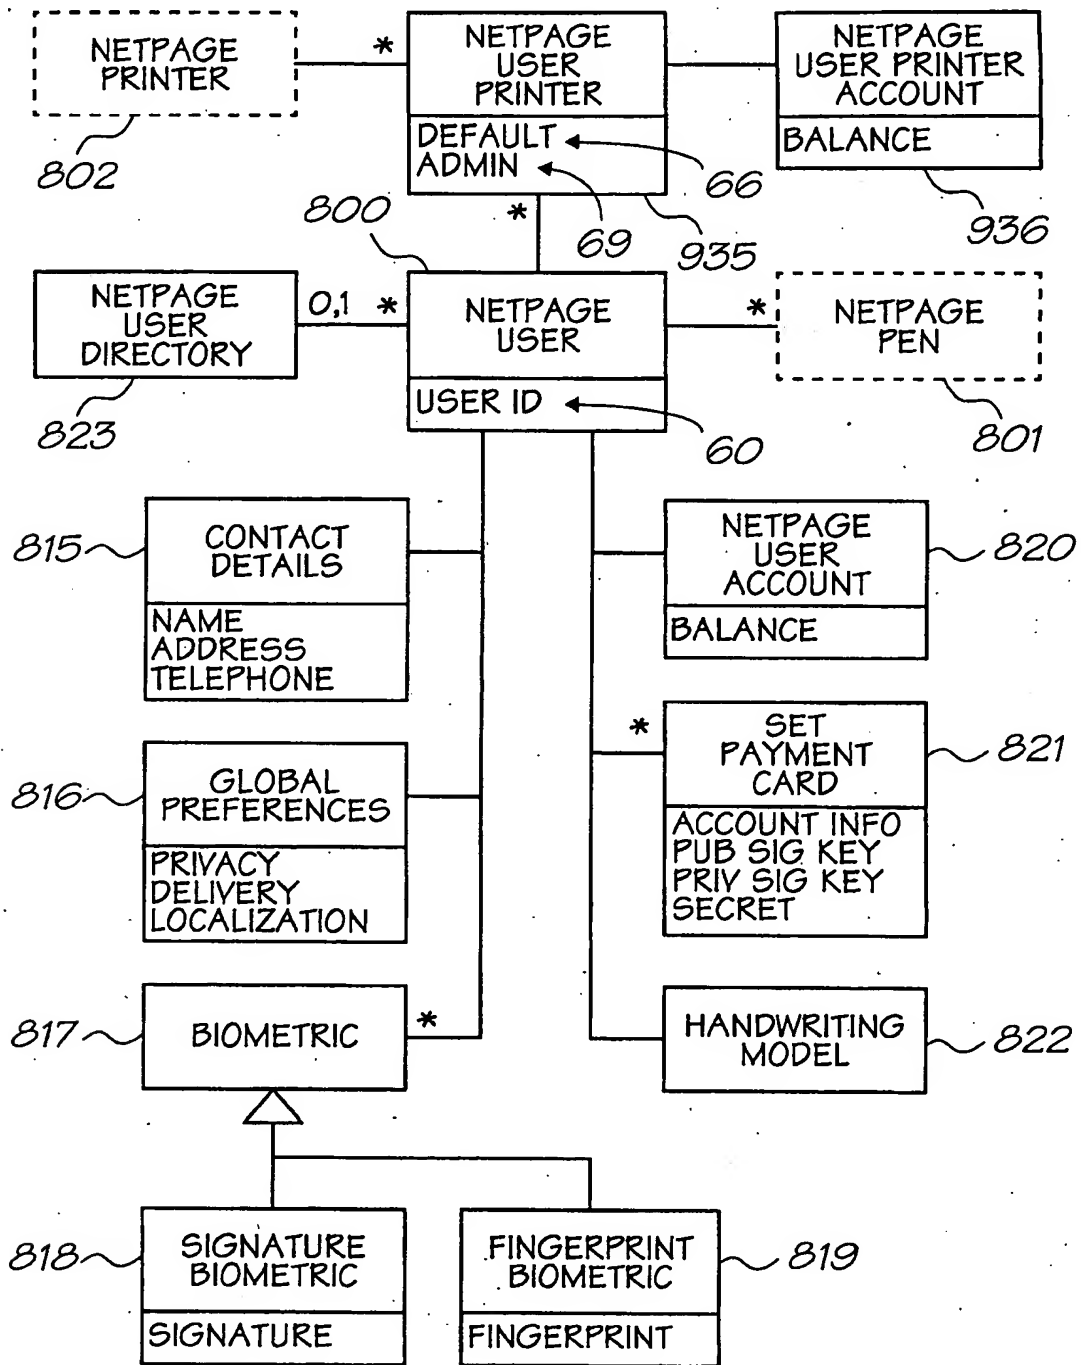 NETPAGE
PRINTER
802
*
NETPAGE
USER
PRINTER
DEFAULT
ADMIN
66
69
935
NETPAGE
USER PRINTER
ACCOUNT
BALANCE
936
*
800
NETPAGE
USER
DIRECTORY
823
0,1
*
NETPAGE
USER
USER ID
60
*
NETPAGE
PEN
801
815
CONTACT
DETAILS
NAME
ADDRESS
TELEPHONE
NETPAGE
USER
ACCOUNT
BALANCE
820
816
GLOBAL
PREFERENCES
PRIVACY
DELIVERY
LOCALIZATION
*
SET
PAYMENT
CARD
ACCOUNT INFO
PUB SIG KEY
PRIV SIG KEY
SECRET
821
817
BIOMETRIC
*
HANDWRITING
MODEL
822
818
SIGNATURE
BIOMETRIC
SIGNATURE
FINGERPRINT
BIOMETRIC
FINGERPRINT
819